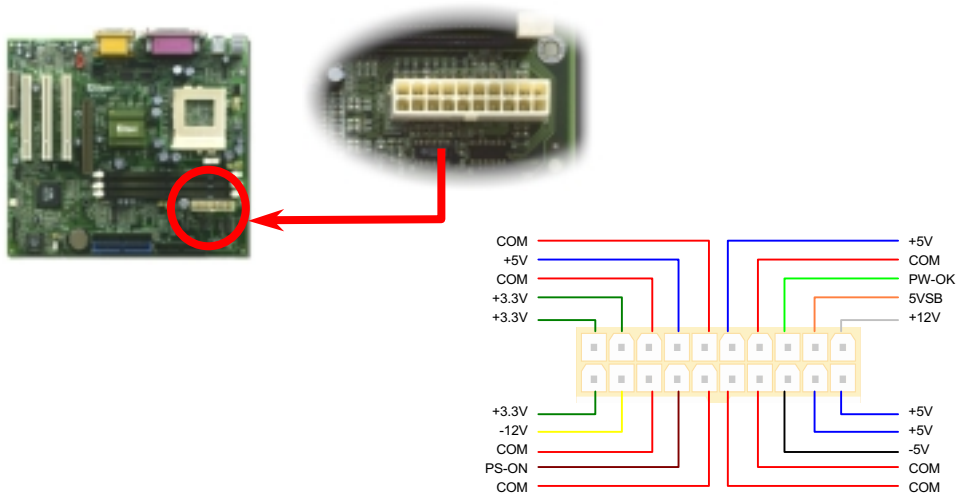 COM
+5V
COM
+3.3V
+3.3V
+5V
COM
PW-OK
5VSB
+12V
+3.3V
-12V
COM
PS-ON
COM
+5V
+5V
-5V
COM
COM